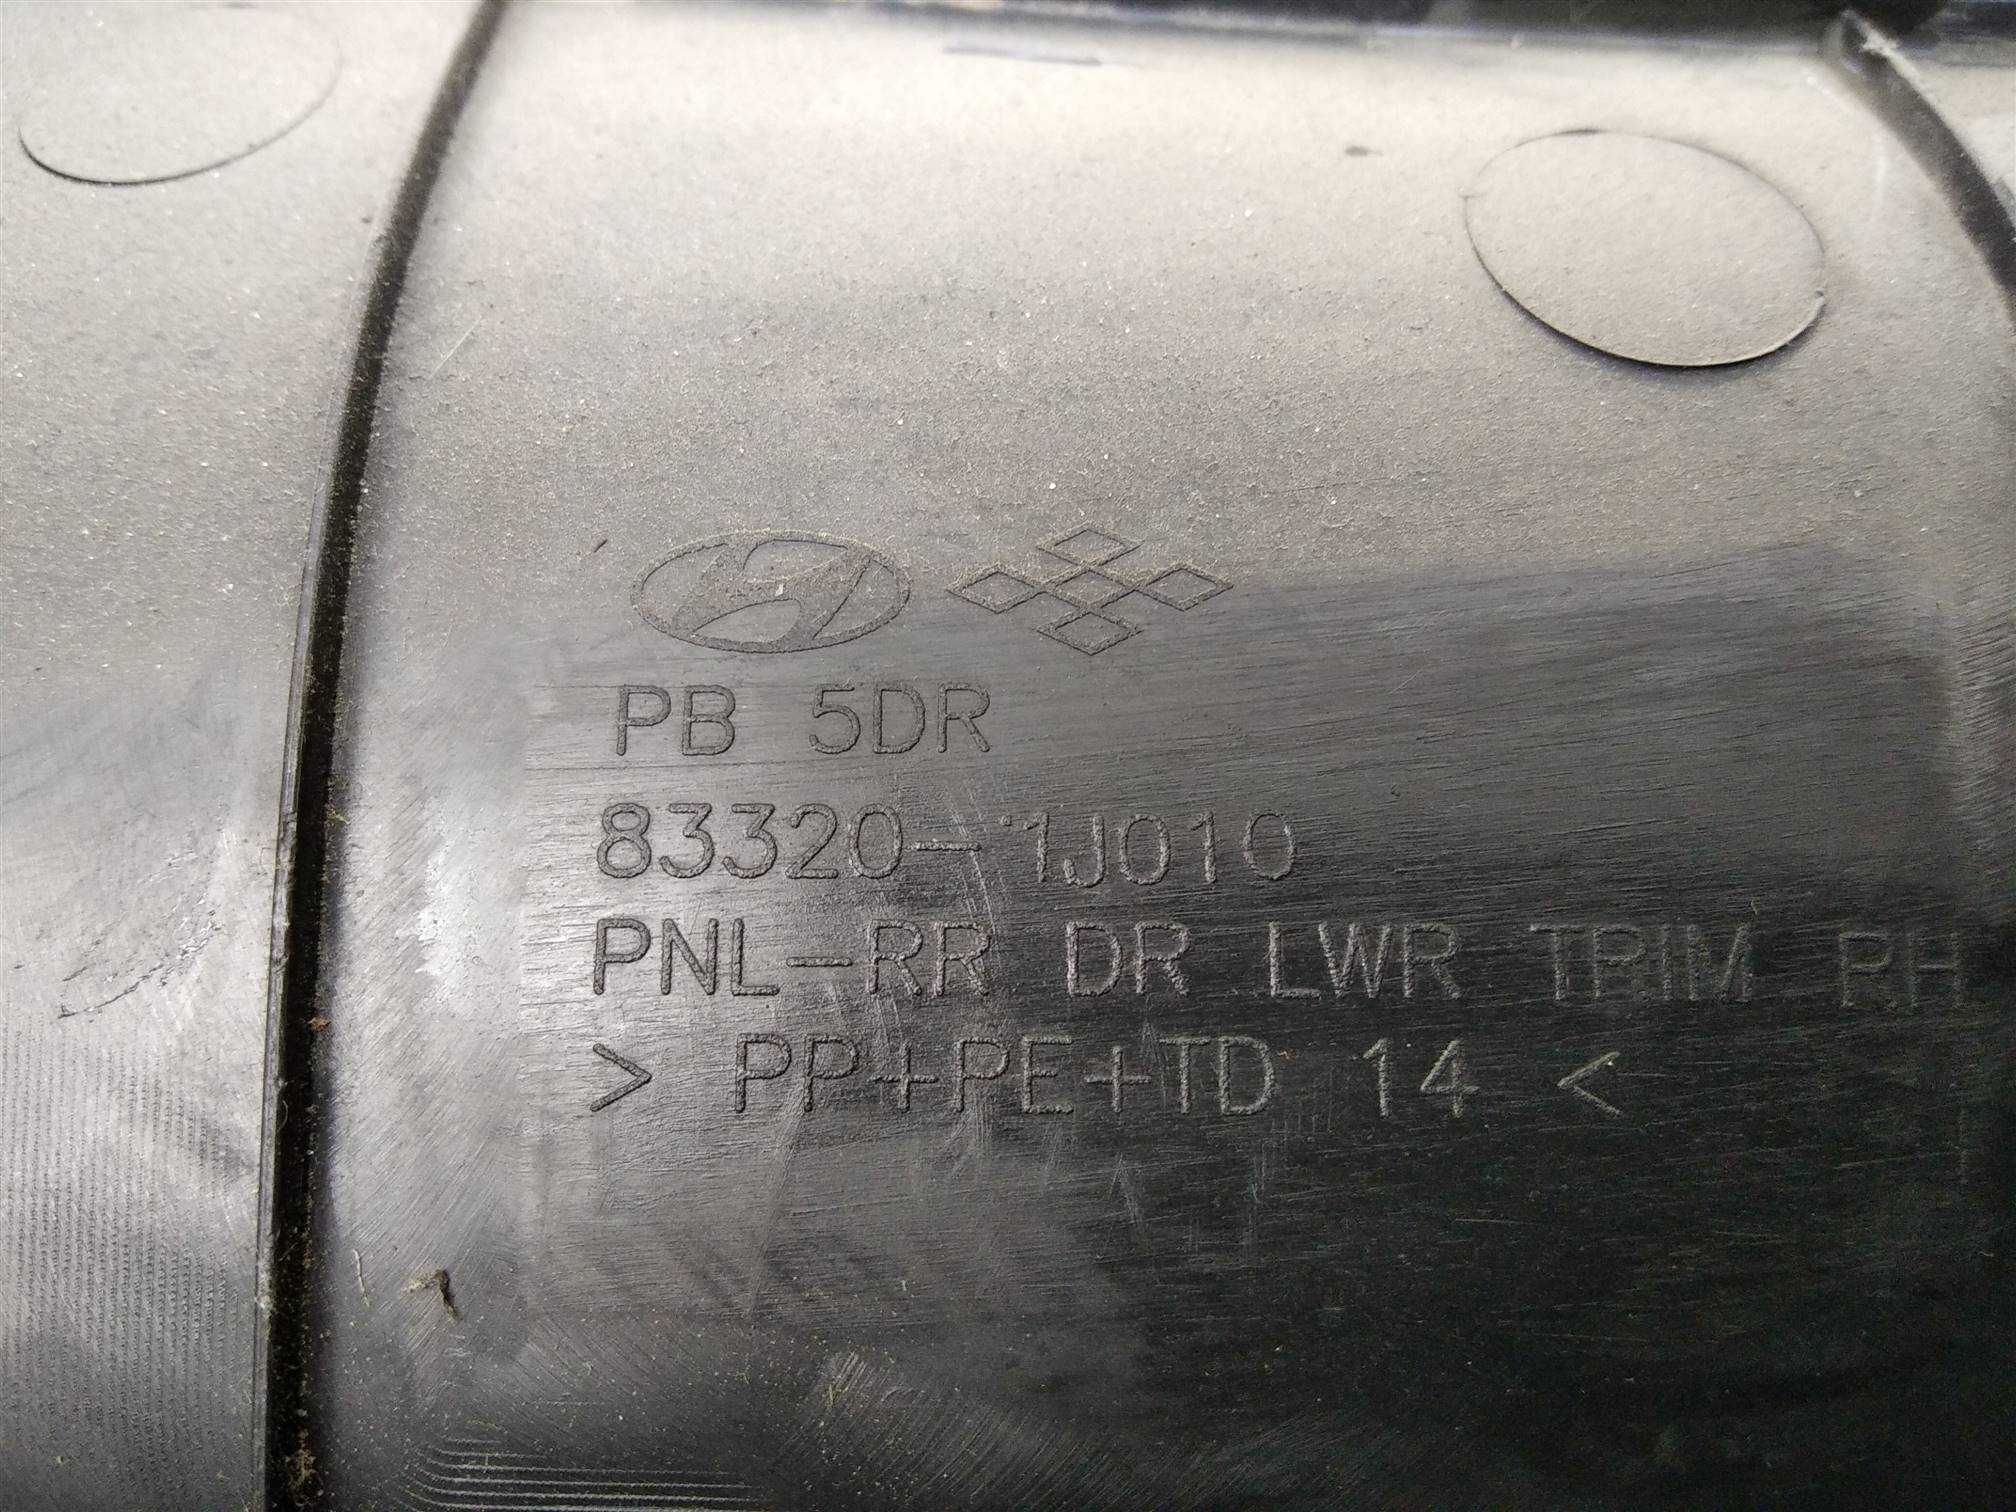 PB 5DR
83320-1J010
PNL-RR DR LWR TRIM RH
> PP+PE+TD 14 <